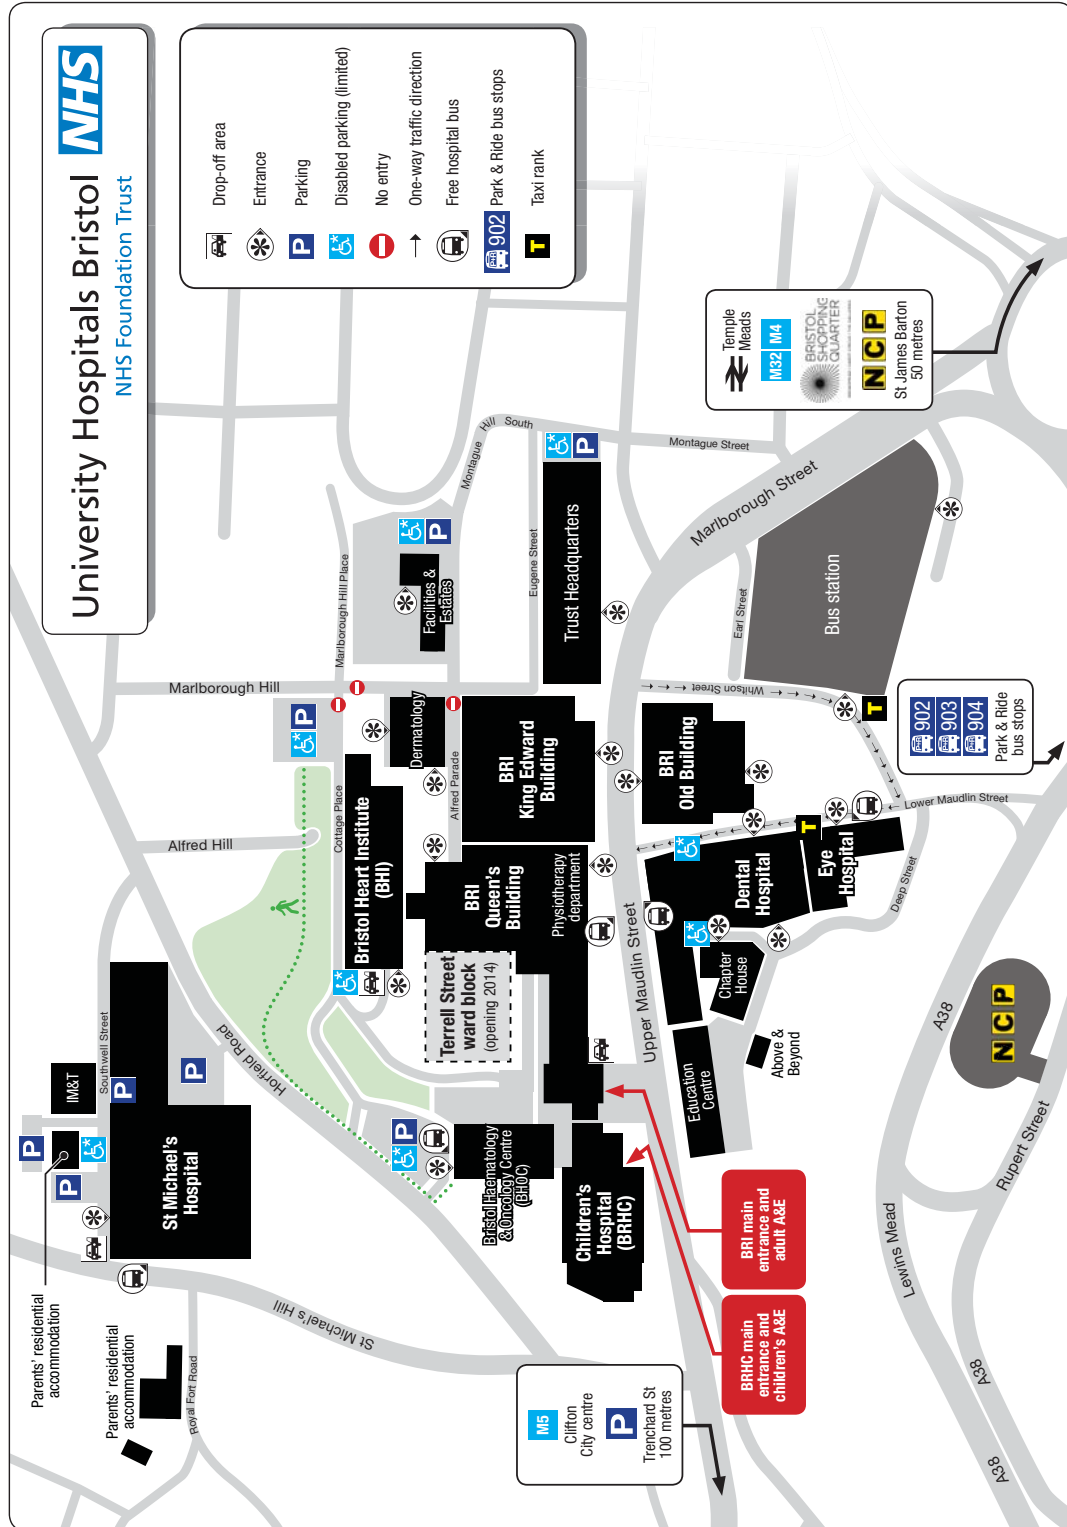 University Hospitals Bristol
NHS
NHS Foundation Trust
Drop-off area
Entrance
P
Parking
Disabled parking (limited)
No entry
One-way traffic direction
Free hospital bus
902
Park & Ride bus stops
T
Taxi rank
Temple
Meads
M32
M4
BRISTOL
SHOPPING
QUARTER
NCP
St James Barton
50 metres
902
903
904
Park & Ride
bus stops
M5
Clifton
City centre
P
Trenchard St
100 metres
BRI main
entrance and
adult A&E
BRHC main
entrance and
children's A&E
Parents' residential
accommodation
Parents' residential
accommodation
Royal Fort Road
St Michael's Hill
IM&T
Southwell Street
St Michael's
Hospital
P
P
P
P
Horfield Road
Alfred Hill
Marlborough Hill
Marlborough Hill Place
Cottage Place
P
Bristol Heart Institute
(BHI)
Dermatology
Alfred Parade
Facilities &
Estates
P
Montague
Hill
South
Eugene Street
Trust Headquarters
P
Montague Street
Marlborough Street
BRI
King Edward
Building
BRI
Queen's
Building
Physiotherapy
department
Terrell Street
ward block
(opening 2014)
P
Bristol Haematology
& Oncology Centre
(BHOC)
Children's
Hospital
(BRHC)
Upper Maudlin Street
BRI
Old Building
Whitson Street
Earl Street
Bus station
T
Lower Maudlin Street
T
Dental
Hospital
Eye
Hospital
Deep Street
Chapter
House
Education
Centre
Above &
Beyond
A38
NCP
Rupert Street
Lewins Mead
A38
A38